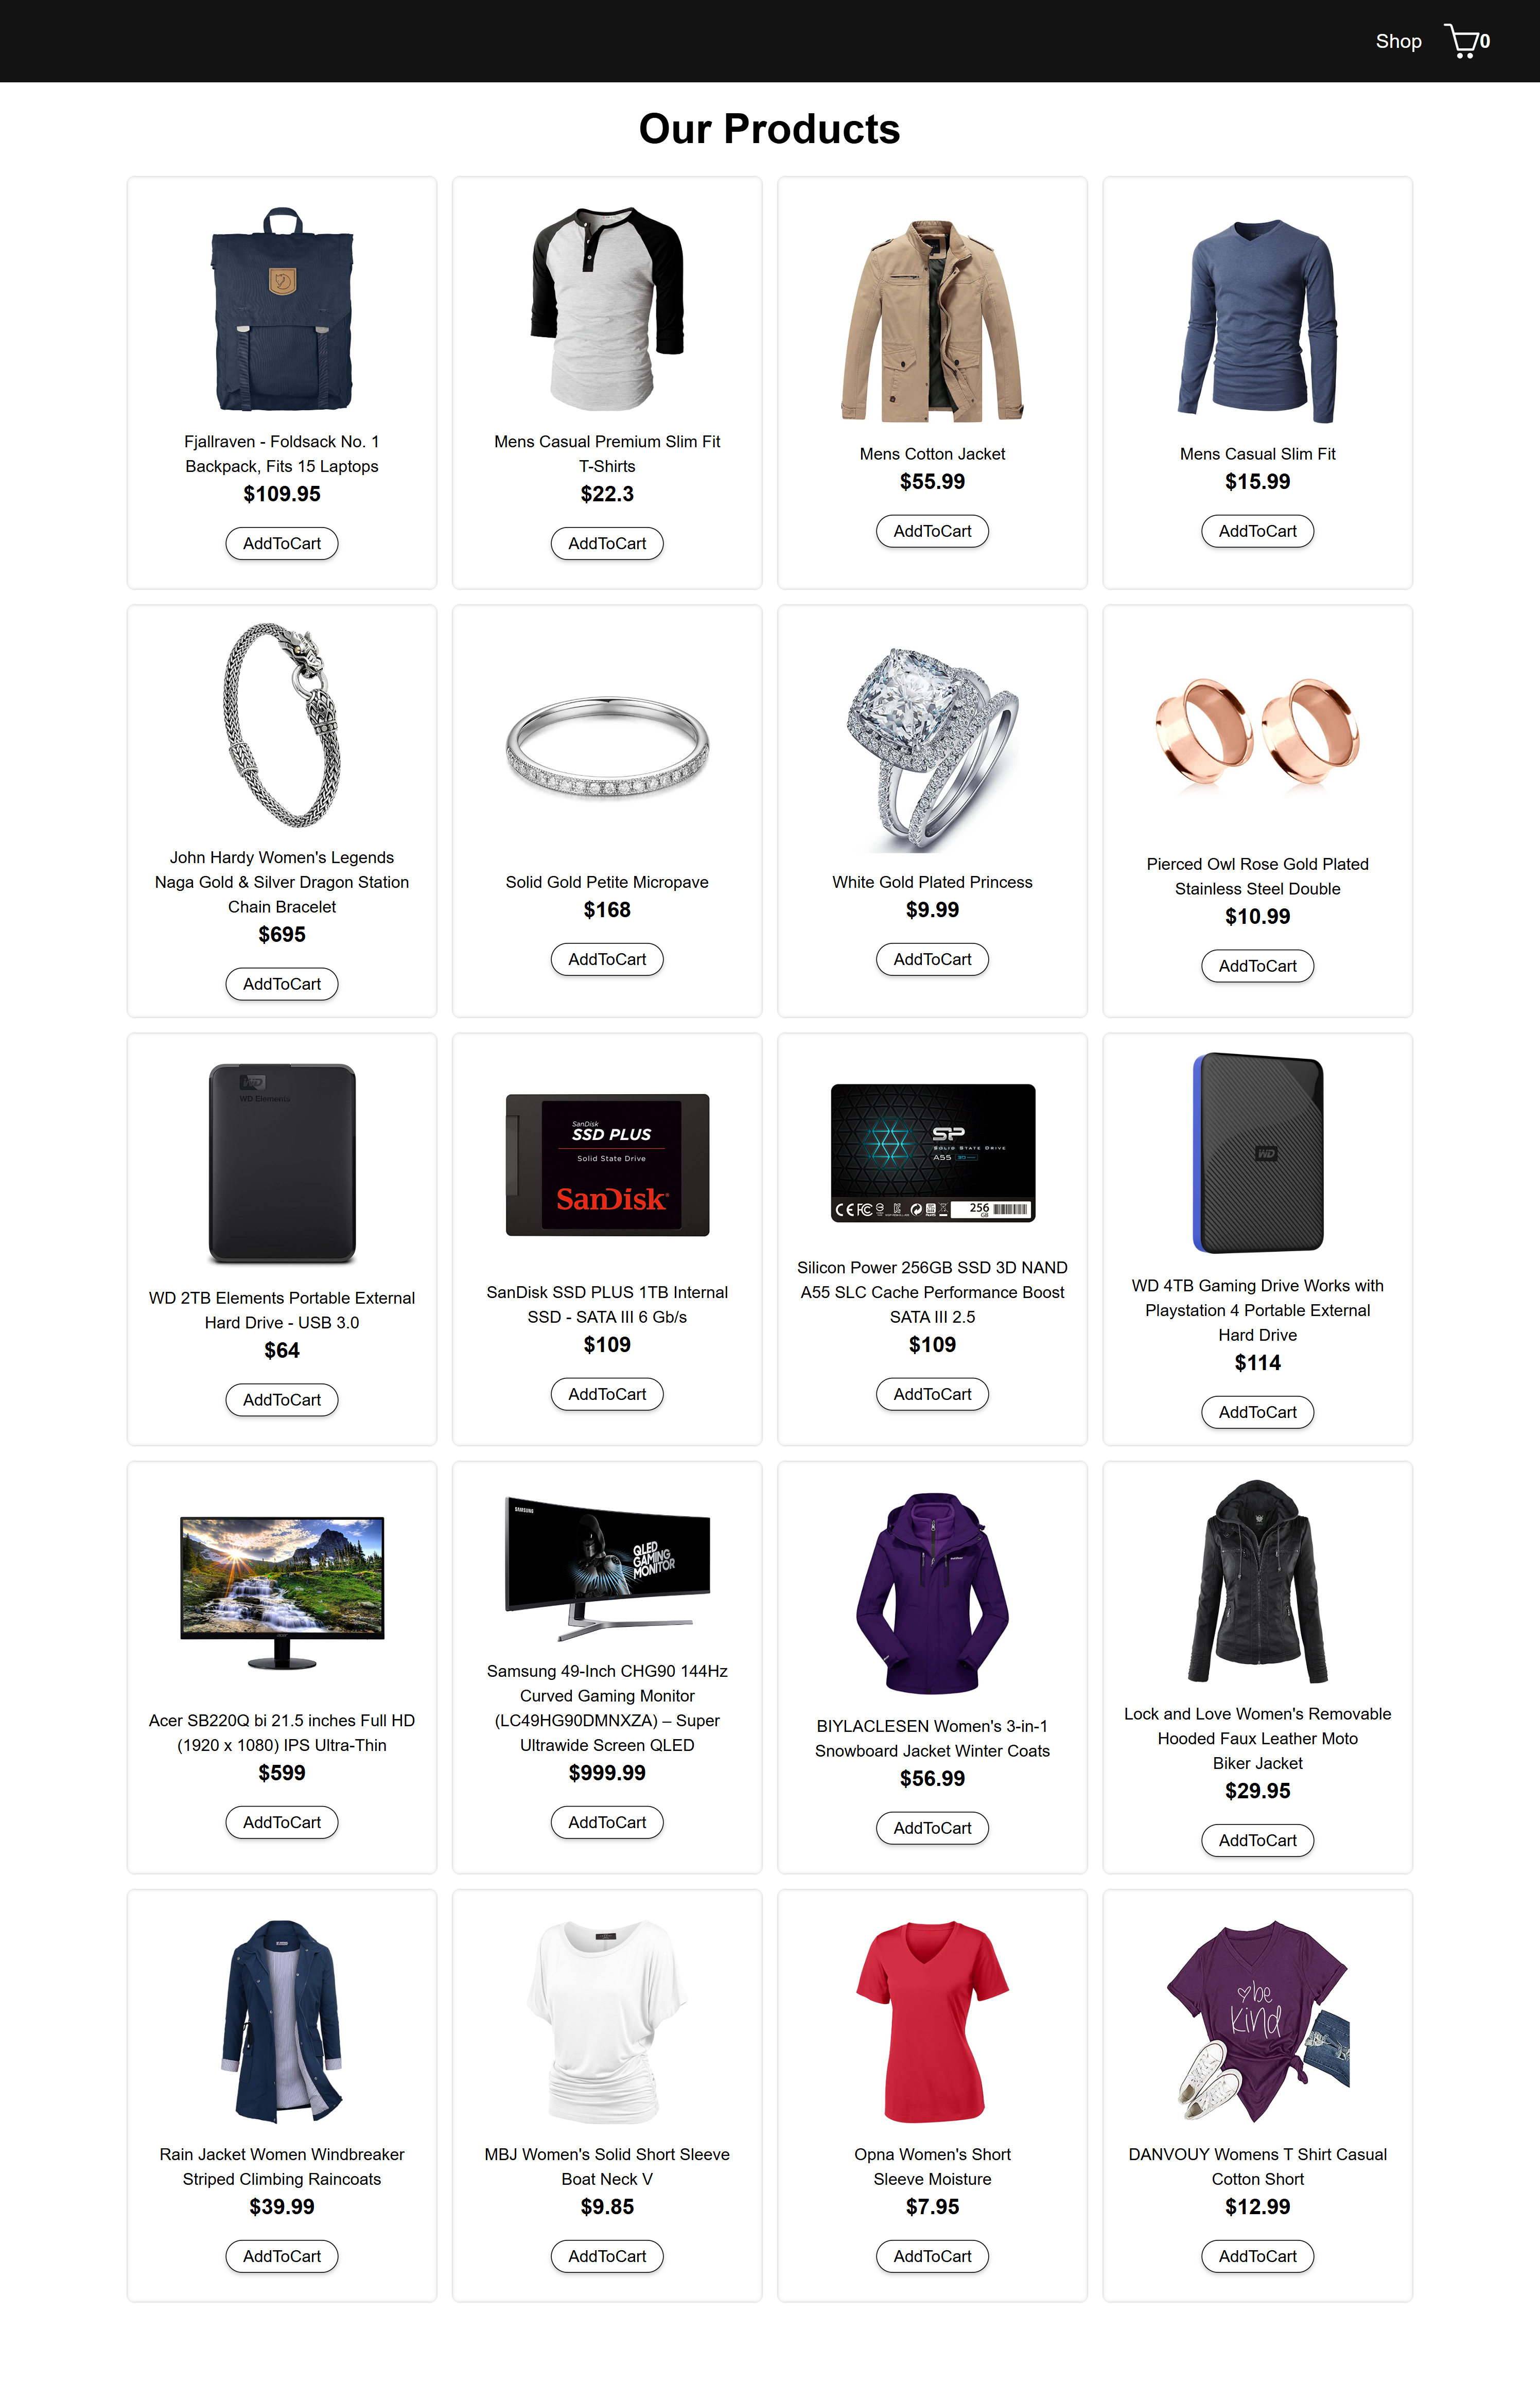 Shop
0
Our Products
Fjallraven - Foldsack No. 1
Backpack, Fits 15 Laptops
$109.95
AddToCart
Mens Casual Premium Slim Fit
T-Shirts
$22.3
AddToCart
Mens Cotton Jacket
$55.99
AddToCart
Mens Casual Slim Fit
$15.99
AddToCart
John Hardy Women's Legends
Naga Gold & Silver Dragon Station
Chain Bracelet
$695
AddToCart
Solid Gold Petite Micropave
$168
AddToCart
White Gold Plated Princess
$9.99
AddToCart
Pierced Owl Rose Gold Plated
Stainless Steel Double
$10.99
AddToCart
WD
WD Elements
WD 2TB Elements Portable External
Hard Drive - USB 3.0
$64
AddToCart
SanDisk
SSD PLUS
Solid State Drive
SanDisk
SanDisk SSD PLUS 1TB Internal
SSD - SATA III 6 Gb/s
$109
AddToCart
SP
SOLID STATE DRIVE
A55
256
GB
Silicon Power 256GB SSD 3D NAND
A55 SLC Cache Performance Boost
SATA III 2.5
$109
AddToCart
WD
WD 4TB Gaming Drive Works with
Playstation 4 Portable External
Hard Drive
$114
AddToCart
acer
Acer SB220Q bi 21.5 inches Full HD
(1920 x 1080) IPS Ultra-Thin
$599
AddToCart
SAMSUNG
QLED
GAMING
MONITOR
Samsung 49-Inch CHG90 144Hz
Curved Gaming Monitor
(LC49HG90DMNXZA) – Super
Ultrawide Screen QLED
$999.99
AddToCart
BIYLACLESEN Women's 3-in-1
Snowboard Jacket Winter Coats
$56.99
AddToCart
Lock and Love Women's Removable
Hooded Faux Leather Moto
Biker Jacket
$29.95
AddToCart
Rain Jacket Women Windbreaker
Striped Climbing Raincoats
$39.99
AddToCart
MBJ Women's Solid Short Sleeve
Boat Neck V
$9.85
AddToCart
Opna Women's Short
Sleeve Moisture
$7.95
AddToCart
be
kind
DANVOUY Womens T Shirt Casual
Cotton Short
$12.99
AddToCart